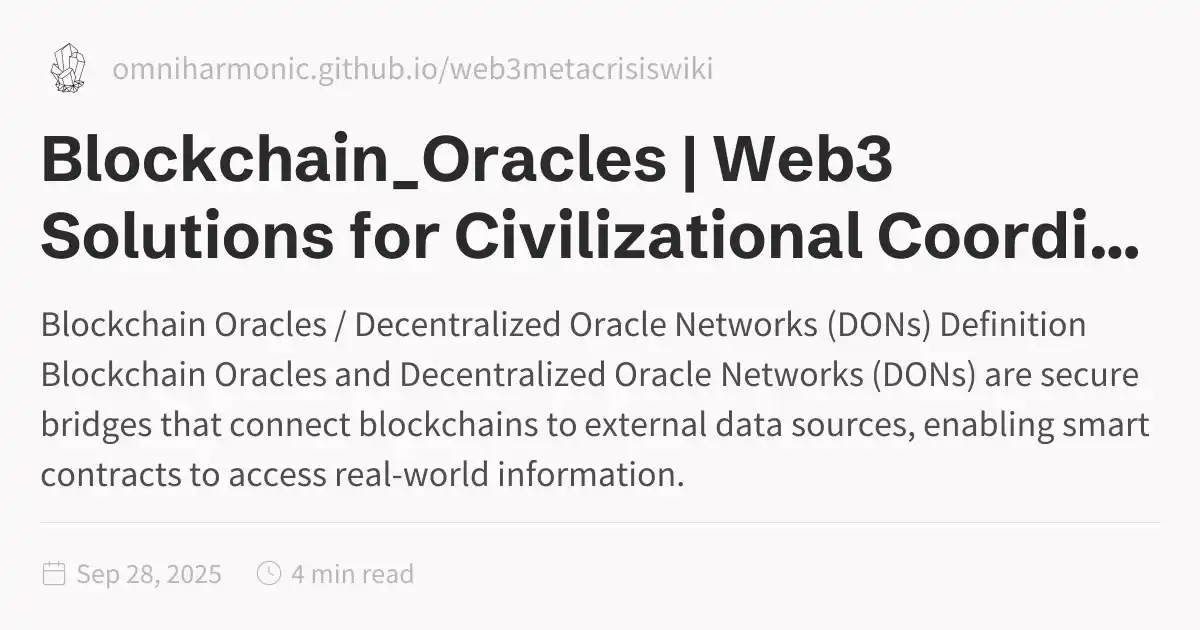 omniharmonic.github.io/web3metacrisiswiki
Blockchain_Oracles | Web3
Solutions for Civilizational Coordi...
Blockchain Oracles / Decentralized Oracle Networks (DONs) Definition
Blockchain Oracles and Decentralized Oracle Networks (DONs) are secure
bridges that connect blockchains to external data sources, enabling smart
contracts to access real-world information.
Sep 28, 2025 4 min read